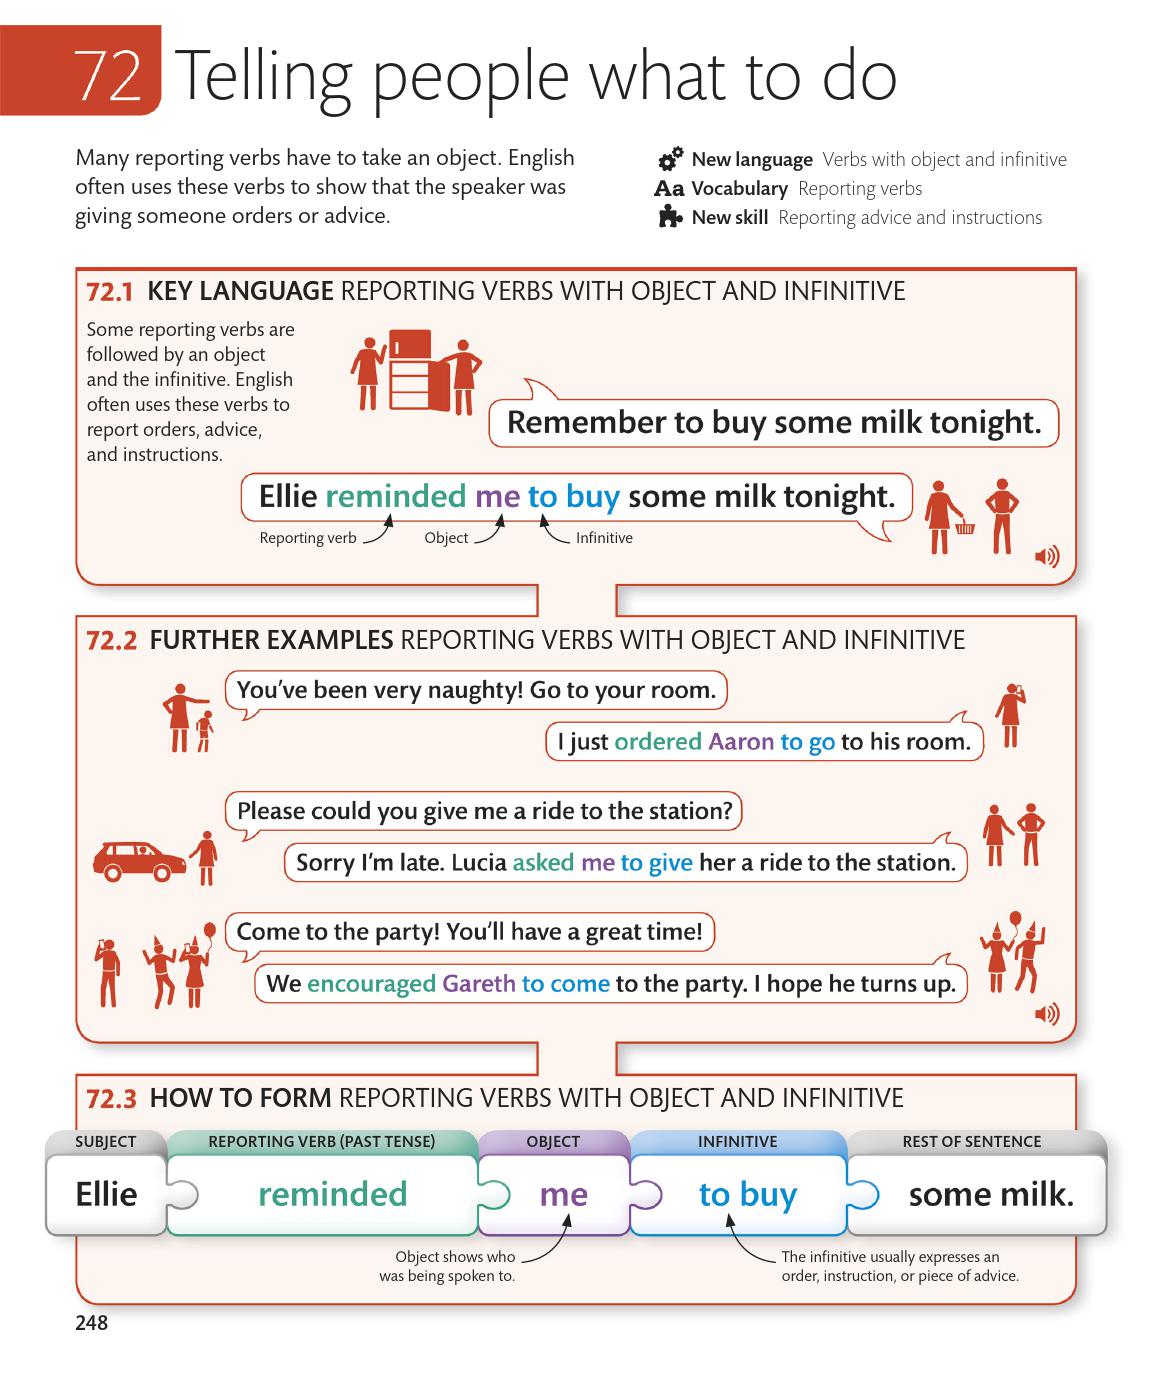 72 Telling people what to do
Many reporting verbs have to take an object. English
often uses these verbs to show that the speaker was
giving someone orders or advice.
New language Verbs with object and infinitive
Aa Vocabulary Reporting verbs
New skill Reporting advice and instructions
72.1 KEY LANGUAGE REPORTING VERBS WITH OBJECT AND INFINITIVE
Some reporting verbs are
followed by an object
and the infinitive. English
often uses these verbs to
report orders, advice,
and instructions.
Remember to buy some milk tonight.
Ellie reminded me to buy some milk tonight.
Reporting verb Object Infinitive
72.2 FURTHER EXAMPLES REPORTING VERBS WITH OBJECT AND INFINITIVE
You've been very naughty! Go to your room.
I just ordered Aaron to go to his room.
Please could you give me a ride to the station?
Sorry I'm late. Lucia asked me to give her a ride to the station.
Come to the party! You'll have a great time!
We encouraged Gareth to come to the party. I hope he turns up.
72.3 HOW TO FORM REPORTING VERBS WITH OBJECT AND INFINITIVE
SUBJECT REPORTING VERB (PAST TENSE) OBJECT INFINITIVE REST OF SENTENCE
Ellie reminded me to buy some milk.
Object shows who
was being spoken to.
The infinitive usually expresses an
order, instruction, or piece of advice.
248